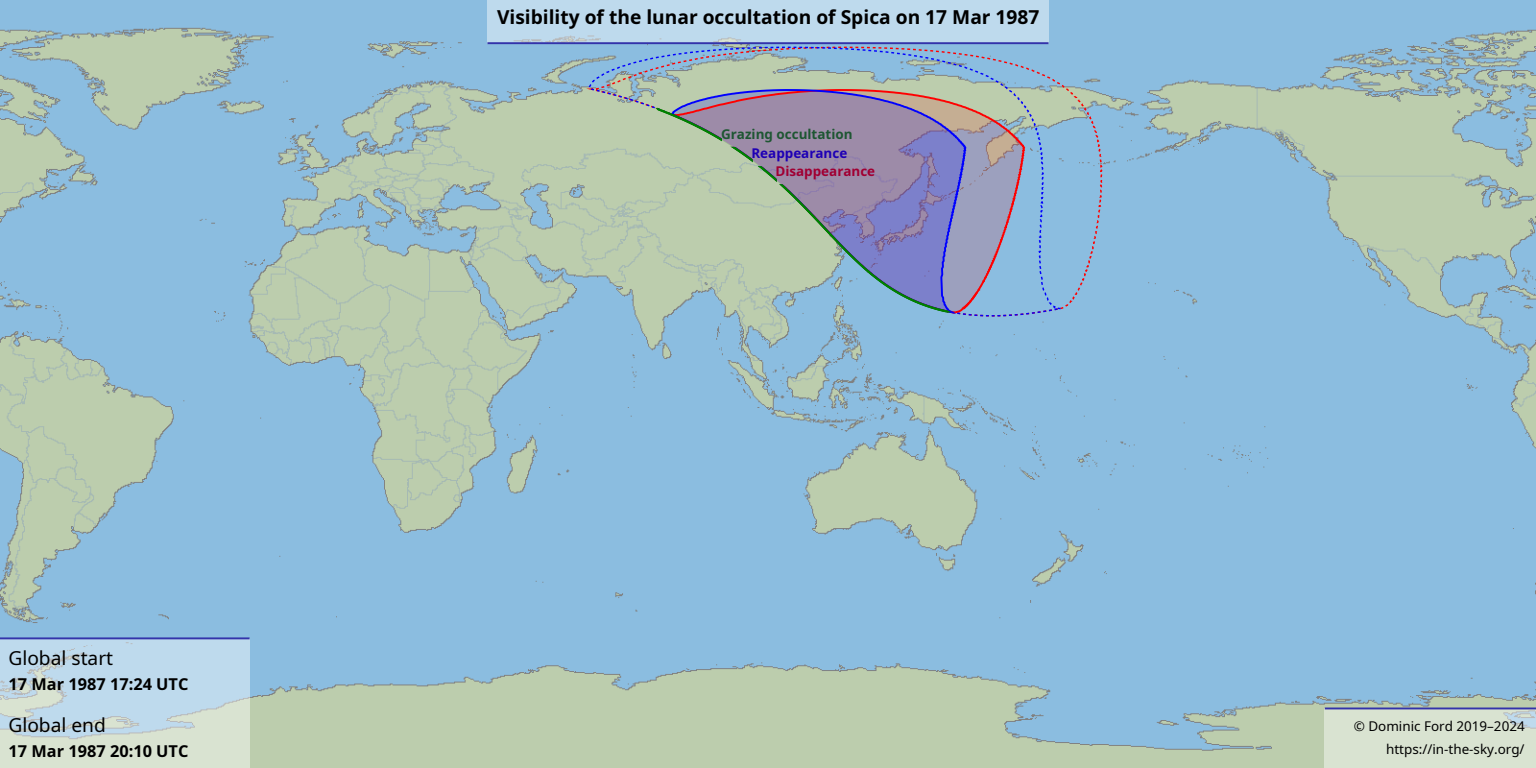 Visibility of the lunar occultation of Spica on 17 Mar 1987
Grazing occultation
Reappearance
Disappearance
Global start
17 Mar 1987 17:24 UTC
Global end
17 Mar 1987 20:10 UTC
© Dominic Ford 2019–2024
https://in-the-sky.org/